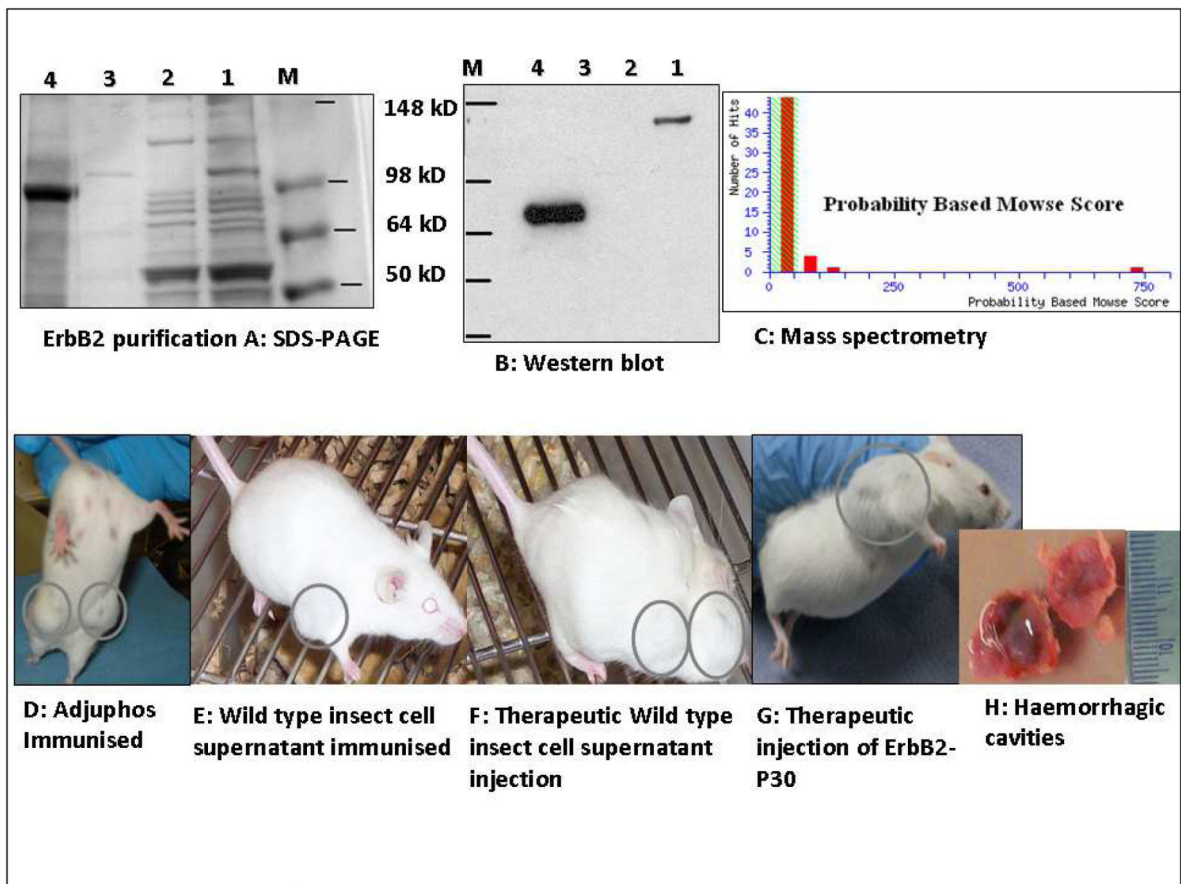 4 3 2 1 M
M 4 3 2 1
148 kD
98 kD
64 kD
50 kD
Number of Hits
40
35
30
25
20
15
10
5
0
Probability Based Mowse Score
0 250 500 750
Probability Based Mowse Score
ErbB2 purification A: SDS-PAGE
B: Western blot
C: Mass spectrometry
D: Adjuphos
Immunised
E: Wild type insect cell
supernatant immunised
F: Therapeutic Wild type
insect cell supernatant
injection
G: Therapeutic
injection of ErbB2-
P30
H: Haemorrhagic
cavities